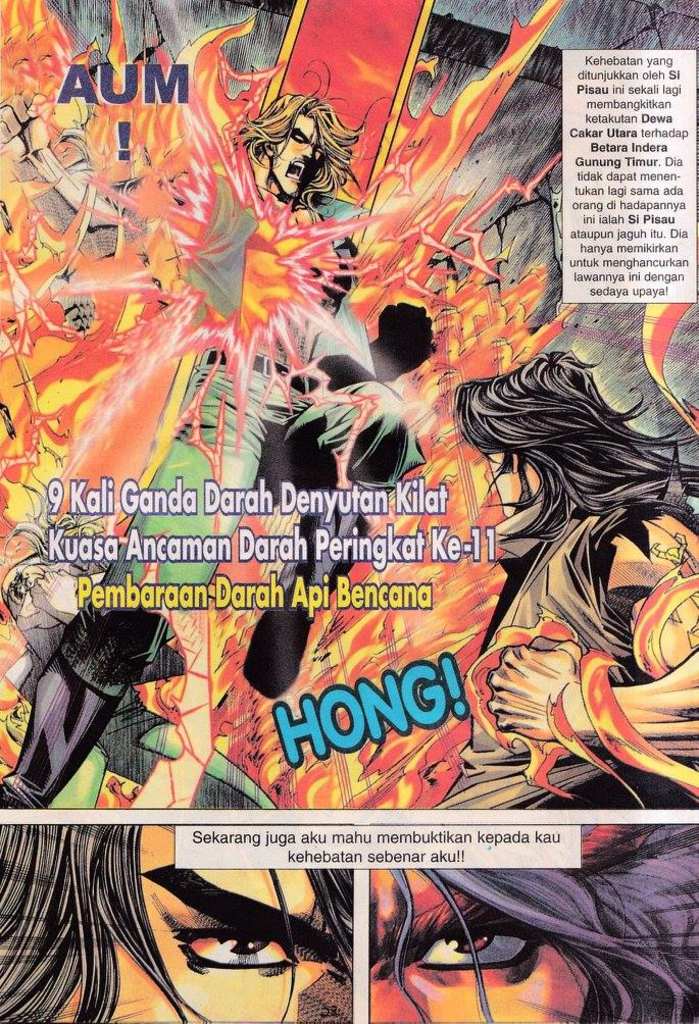 AUM
!
Kehebatan yang
ditunjukkan oleh Si
Pisau ini sekali lagi
membangkitkan
ketakutan Dewa
Cakar Utara terhadap
Betara Indera
Gunung Timur. Dia
tidak dapat menen-
tukan lagi sama ada
orang di hadapannya
ini ialah Si Pisau
ataupun jaguh itu. Dia
hanya memikirkan
untuk menghancurkan
lawannya ini dengan
sedaya upaya!
9 Kali Ganda Darah Denyutan Kilat
Kuasa Ancaman Darah Peringkat Ke-11
Pembaraan Darah Api Bencana
HONG!
Sekarang juga aku mahu membuktikan kepada kau
kehebatan sebenar aku!!